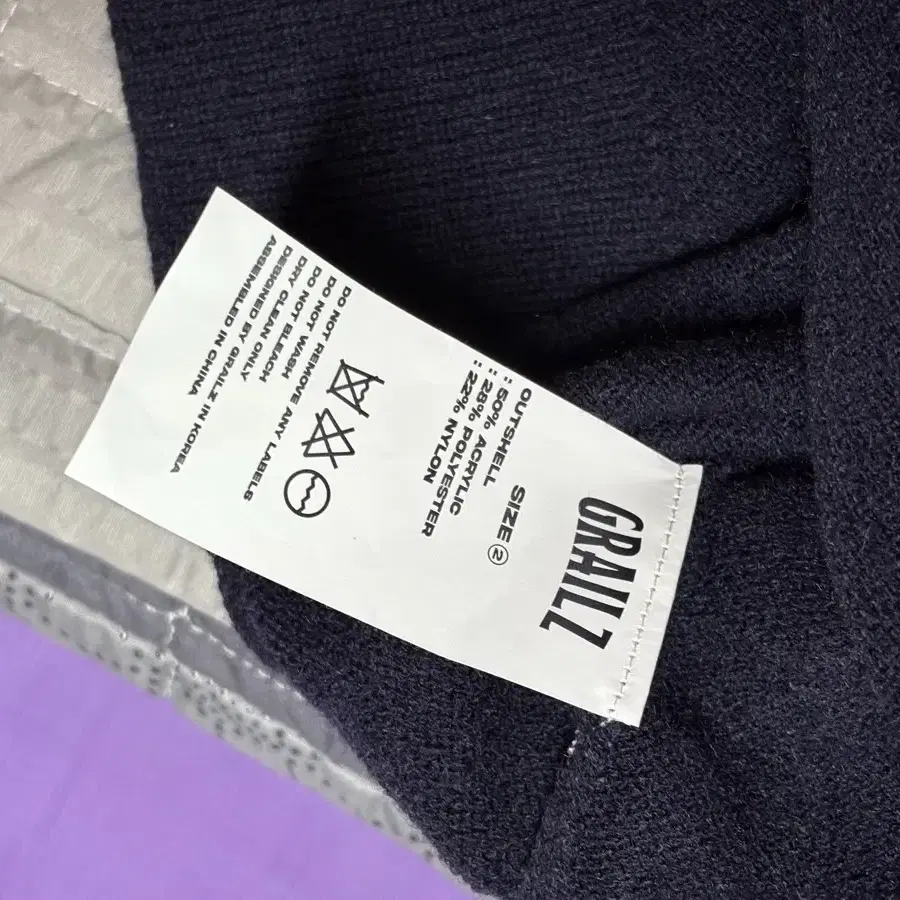 GRAILZ
SIZE ②
OUTSHELL
: 50% ACRYLIC
: 28% POLYESTER
: 22% NYLON
DO NOT REMOVE ANY LABELS
DO NOT WASH
DO NOT BLEACH
DRY CLEAN ONLY
DESIGNED BY GRAILZ IN KOREA
ASSEMBLED IN CHINA